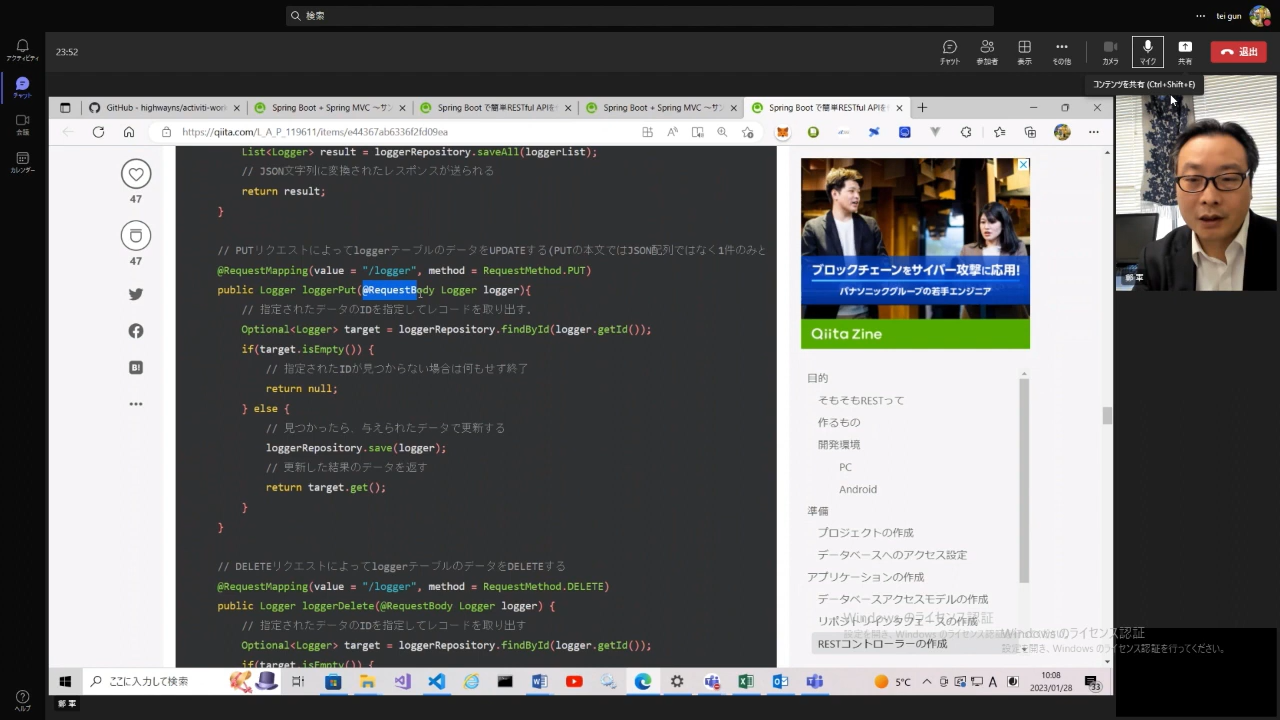 検索
tei gun
23:52
チャット
参加者
表示
その他
カメラ
マイク
共有
退出
アクティビティ
チャット
会議
カレンダー
ヘルプ
コンテンツを共有 (Ctrl+Shift+E)
GitHub - highwayns/activiti-wor
Spring Boot + Spring MVC 〜サン
Spring Boot で簡単RESTful APIを
Spring Boot + Spring MVC 〜サン
Spring Boot で簡単RESTful APIを
47
47
List<Logger> result = loggerRepository.saveAll(loggerList);
// JSON文字列に変換されたレスポンスが送られる
return result;
}
// PUTリクエストによってloggerテーブルのデータをUPDATEする(PUTの本文ではJSON配列ではなく1件のみと
@RequestMapping(value = "/logger", method = RequestMethod.PUT)
public Logger loggerPut(@RequestBody Logger logger){
// 指定されたデータのIDを指定してレコードを取り出す.
Optional<Logger> target = loggerRepository.findById(logger.getId());
if(target.isEmpty()) {
// 指定されたIDが見つからない場合は何もせず終了
return null;
} else {
// 見つかったら、与えられたデータで更新する
loggerRepository.save(logger);
// 更新した結果のデータを返す
return target.get();
}
}
// DELETEリクエストによってloggerテーブルのデータをDELETEする
@RequestMapping(value = "/logger", method = RequestMethod.DELETE)
public Logger loggerDelete(@RequestBody Logger logger) {
// 指定されたデータのIDを指定してレコードを取り出す
Optional<Logger> target = loggerRepository.findById(logger.getId());
if(target.isEmpty()) {
ブロックチェーンをサイバー攻撃に応用!
パナソニックグループの若手エンジニア
Qiita Zine
目的
そもそもRESTって
作るもの
開発環境
PC
Android
準備
プロジェクトの作成
データベースへのアクセス設定
アプリケーションの作成
データベースアクセスモデルの作成
リポジトリインタフェースの作成
RESTコントローラーの作成
Windows のライセンス認証
設定を開き、Windows のライセンス認証を行ってください。
ここに入力して検索
5°C
A
10:08
2023/01/28
33
鄭 軍
鄭 軍